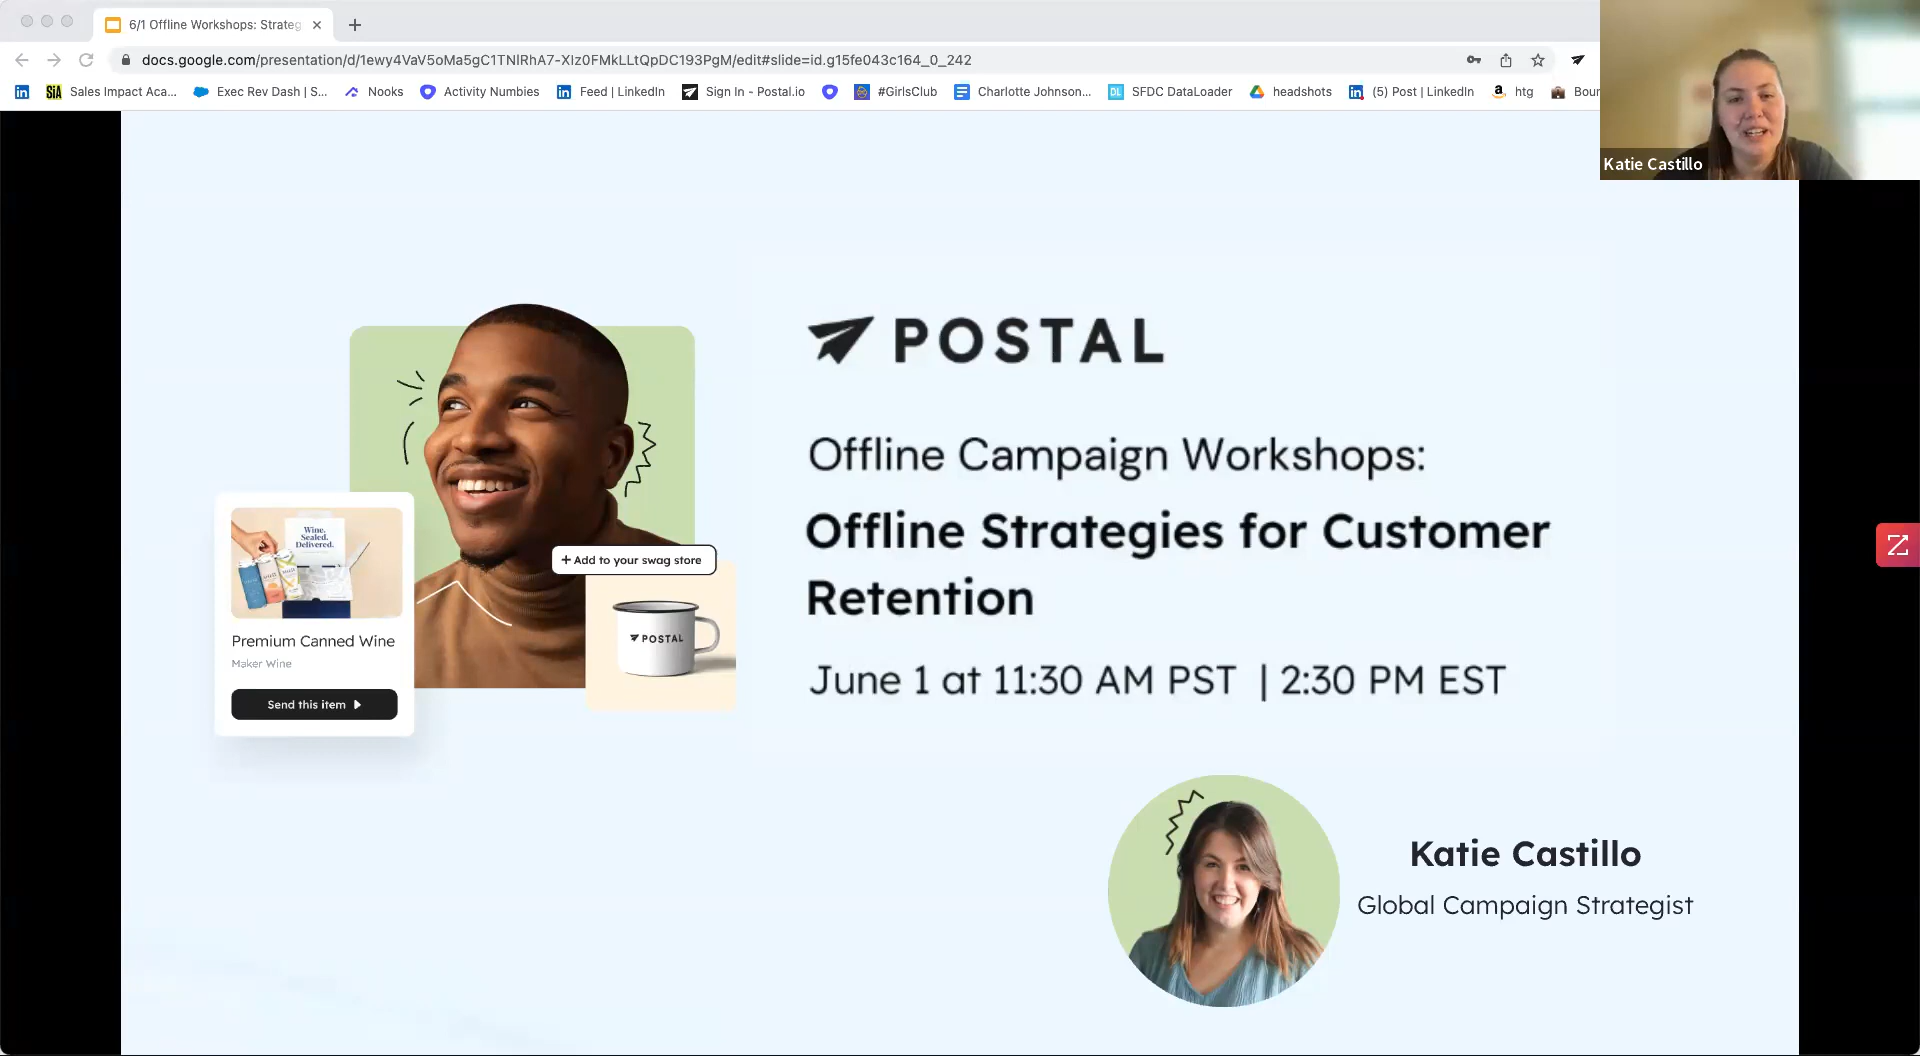 6/1 Offline Workshops: Strateg
docs.google.com/presentation/d/1ewy4VaV5oMa5gC1TNlRhA7-XIz0FMkLLtQpDC193PgM/edit#slide=id.g15fe043c164_0_242
SiA Sales Impact Aca... Exec Rev Dash | S... Nooks Activity Numbies Feed | LinkedIn Sign In - Postal.io #GirlsClub Charlotte Johnson... DL SFDC DataLoader headshots (5) Post | LinkedIn htg Bour
Katie Castillo
POSTAL
Offline Campaign Workshops:
Offline Strategies for Customer
Retention
June 1 at 11:30 AM PST | 2:30 PM EST
Wine.
Sealed.
Delivered.
Premium Canned Wine
Maker Wine
Send this item
+ Add to your swag store
POSTAL
Katie Castillo
Global Campaign Strategist